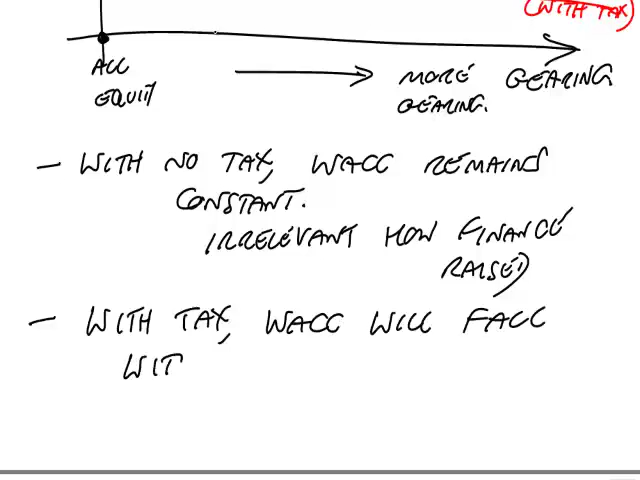 (WITH TAX)
ALL
EQUITY
MORE
GEARING.
GEARING
- WITH NO TAX, WACC REMAINS
CONSTANT.
IRRELEVANT HOW FINANCE
RAISED
- WITH TAX, WACC WILL FALL
WIT